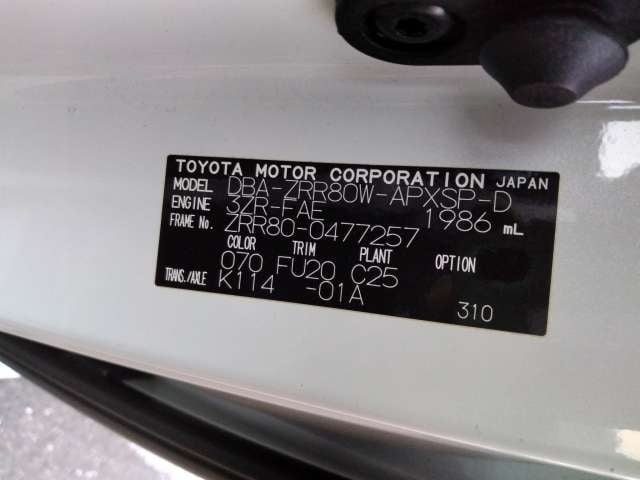 TOYOTA MOTOR CORPORATION JAPAN
MODEL DBA-ZRR80W-APXSP-D
ENGINE 3ZR-FAE 1986 mL
FRAME No. ZRR80-0477257
COLOR TRIM PLANT OPTION
070 FU20 C25
TRANS./AXLE K114 -01A
310